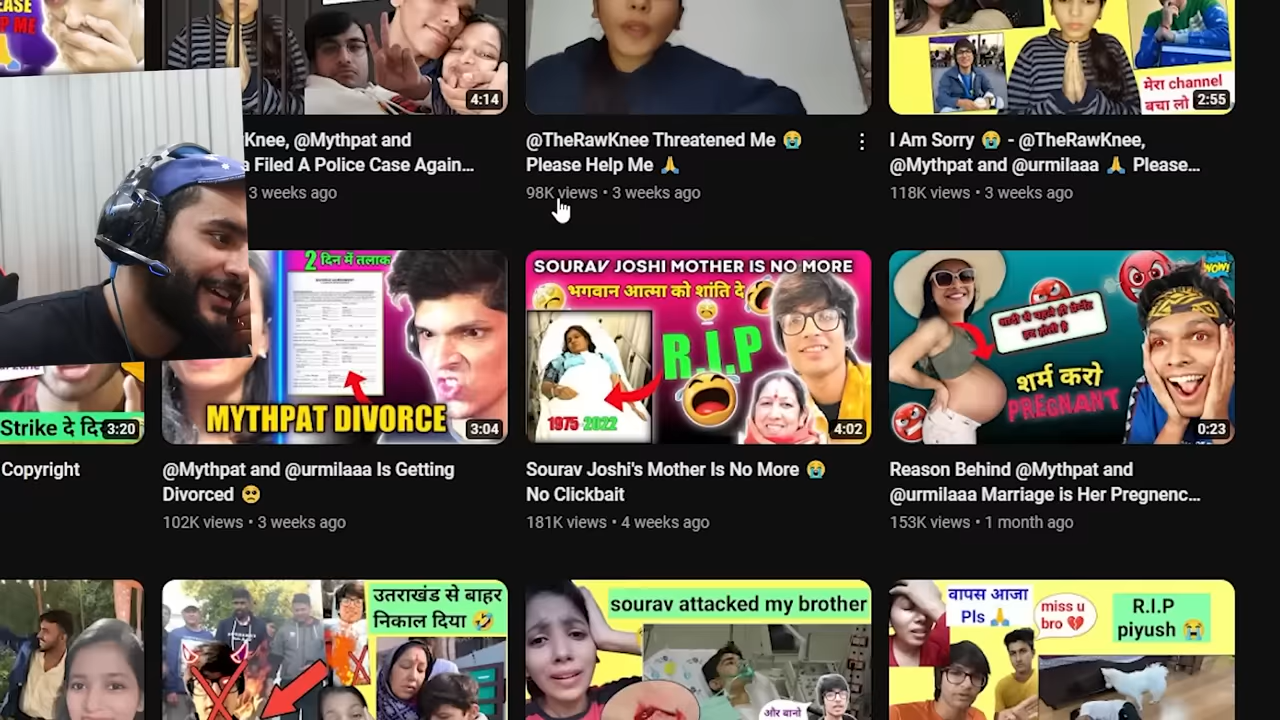 EASE
P ME
4:14
मेरा channel
बचा लो
2:55
Knee, @Mythpat and
a Filed A Police Case Again...
3 weeks ago
@TheRawKnee Threatened Me 😭
Please Help Me 🙏
98K views • 3 weeks ago
I Am Sorry 😭 - @TheRawKnee,
@Mythpat and @urmilaaa 🙏 Please...
118K views • 3 weeks ago
Strike दे दि
3:20
Copyright
2 दिन में तलाक
MYTHPAT DIVORCE
3:04
@Mythpat and @urmilaaa Is Getting
Divorced 🥺
102K views • 3 weeks ago
SOURAV JOSHI MOTHER IS NO MORE
भगवान आत्मा को शांति दे
R.I.P
1975-2022
4:02
Sourav Joshi's Mother Is No More 😭
No Clickbait
181K views • 4 weeks ago
WOW!
शर्म करो
PREGNANT
0:23
Reason Behind @Mythpat and
@urmilaaa Marriage is Her Pregnenc...
153K views • 1 month ago
उतराखंड से बाहर
निकाल दिया 🤣
sourav attacked my brother
और बानो
वापस आजा
Pls 🙏
miss u
bro 💔
R.I.P
piyush 😭